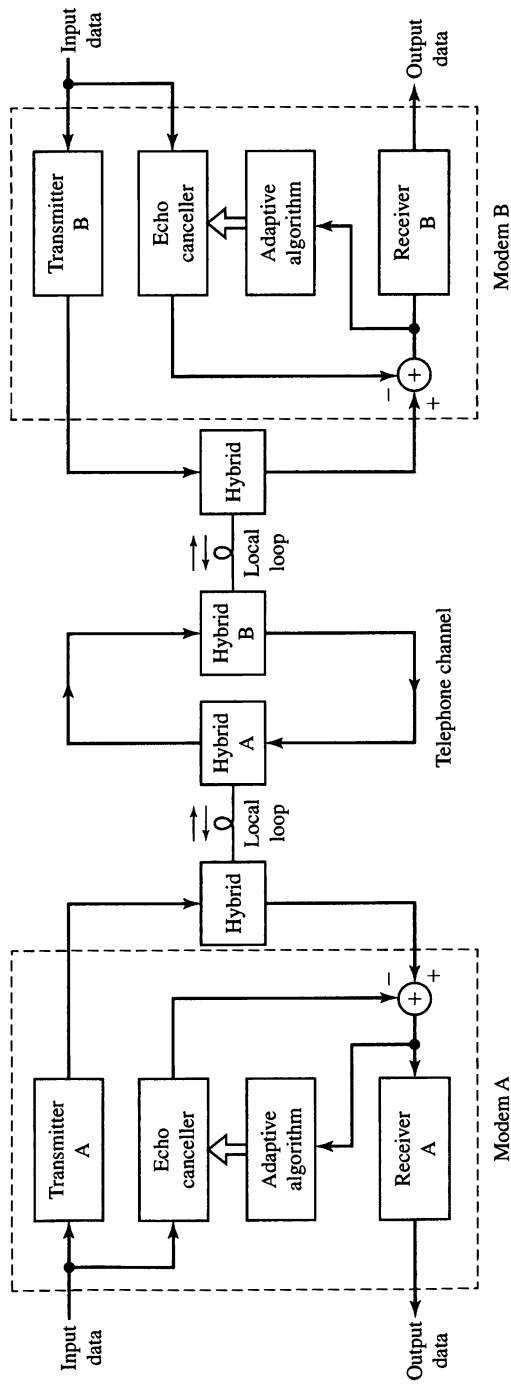 Input
data
Transmitter
A
Echo
canceller
Adaptive
algorithm
Receiver
A
Output
data
Modem A
−
+
+
Hybrid
Local
loop
Hybrid
A
Hybrid
B
Telephone channel
Local
loop
Hybrid
−
+
+
Transmitter
B
Echo
canceller
Adaptive
algorithm
Receiver
B
Input
data
Output
data
Modem B